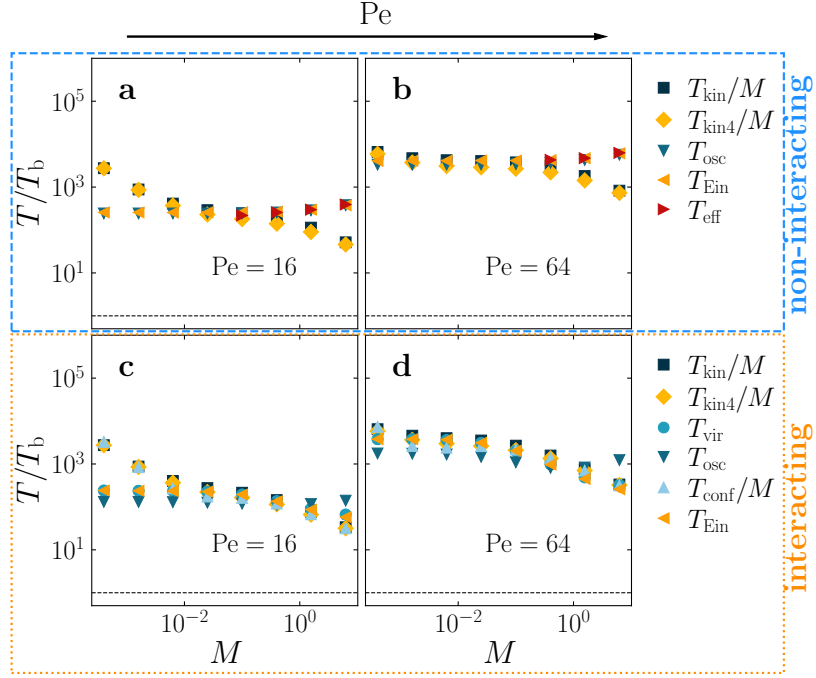 Pe
a
b
T/T_b
10^5
10^3
10^1
Pe = 16
Pe = 64
T_kin/M
T_kin4/M
T_osc
T_Ein
T_eff
non-interacting
c
d
T/T_b
10^5
10^3
10^1
Pe = 16
Pe = 64
T_kin/M
T_kin4/M
T_vir
T_osc
T_conf/M
T_Ein
interacting
10^−2
10^0
10^−2
10^0
M
M